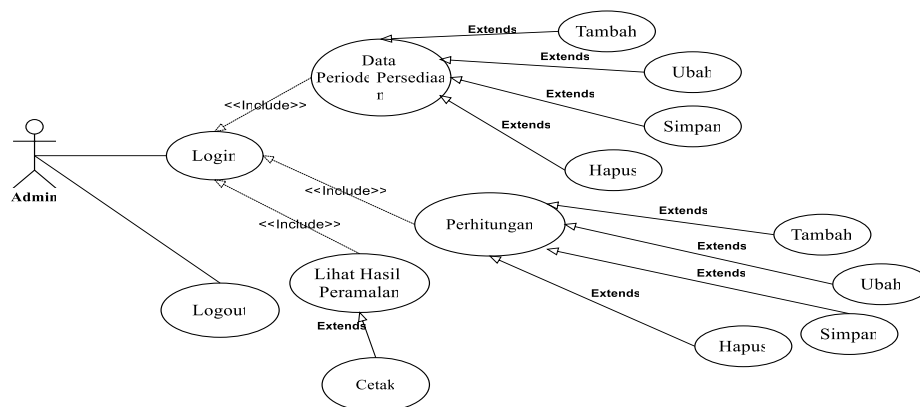 Extends
Tambah
Data
Periode Persediaa
n
Extends
Ubah
<<Include>>
Extends
Simpan
Extends
Hapus
Login
Admin
<<Include>>
Perhitungan
Extends
Tambah
<<Include>>
Extends
Ubah
Lihat Hasil
Peramalan
Extends
Simpan
Logout
Extends
Extends
Hapus
Cetak